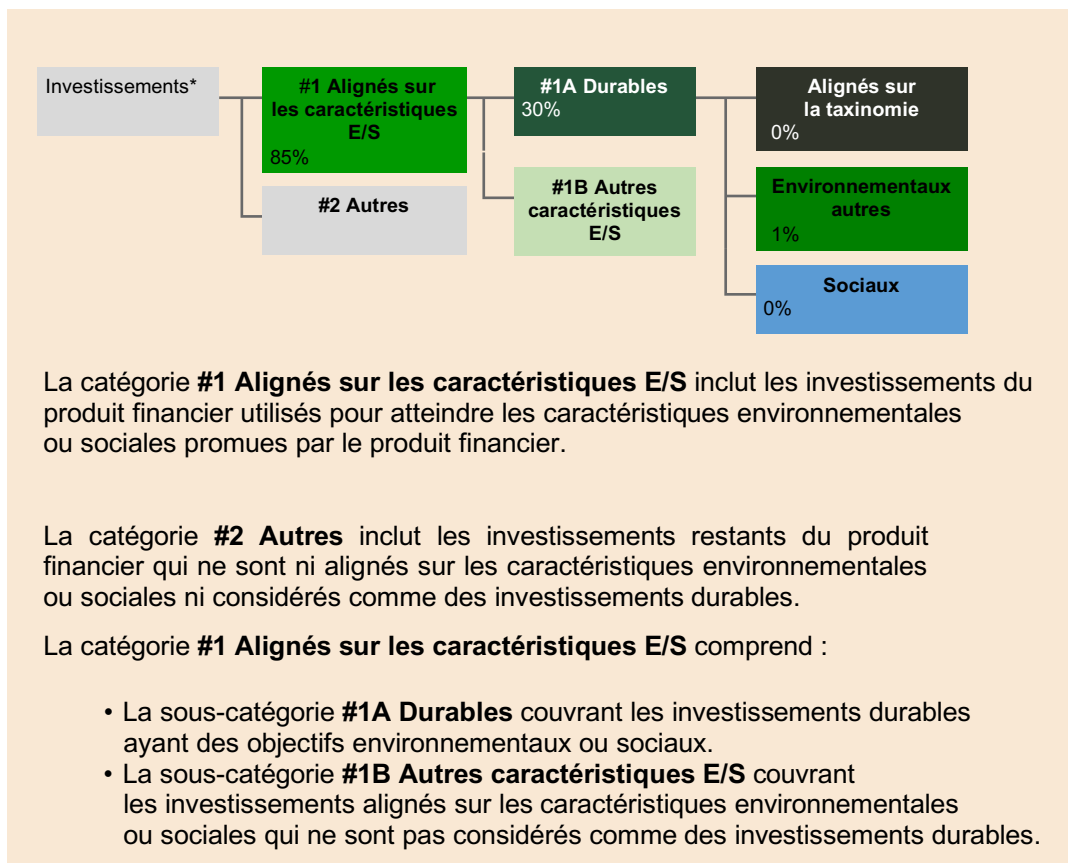 Investissements*
#1 Alignés sur
les caractéristiques
E/S
85%
#2 Autres
#1A Durables
30%
#1B Autres
caractéristiques
E/S
Alignés sur
la taxinomie
0%
Environnementaux
autres
1%
Sociaux
0%
La catégorie #1 Alignés sur les caractéristiques E/S inclut les investissements du
produit financier utilisés pour atteindre les caractéristiques environnementales
ou sociales promues par le produit financier.
La catégorie #2 Autres inclut les investissements restants du produit
financier qui ne sont ni alignés sur les caractéristiques environnementales
ou sociales ni considérés comme des investissements durables.
La catégorie #1 Alignés sur les caractéristiques E/S comprend :
• La sous-catégorie #1A Durables couvrant les investissements durables
ayant des objectifs environnementaux ou sociaux.
• La sous-catégorie #1B Autres caractéristiques E/S couvrant
les investissements alignés sur les caractéristiques environnementales
ou sociales qui ne sont pas considérés comme des investissements durables.